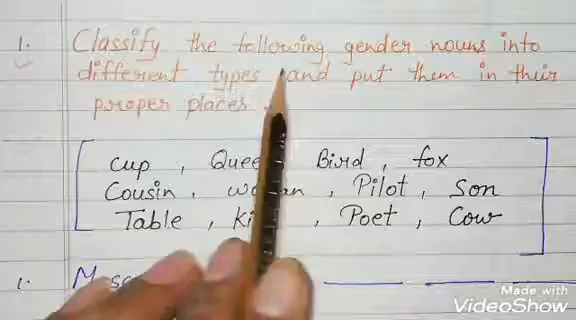 1. Classify the following gender nouns into
different types and put them in their
proper places.
cup, Bird, fox
Cousin, Pilot, Son
Table, Poet, Cow
1.
Made with
VideoShow